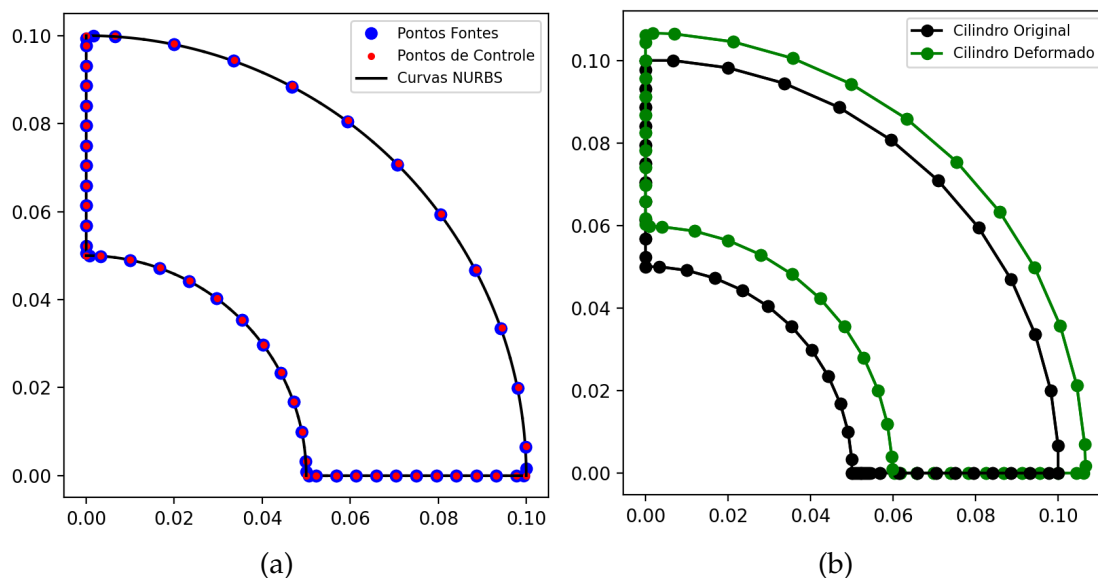 Pontos Fontes
Pontos de Controle
Curvas NURBS
0.10
0.08
0.06
0.04
0.02
0.00
0.00 0.02 0.04 0.06 0.08 0.10
(a)
Cilindro Original
Cilindro Deformado
0.10
0.08
0.06
0.04
0.02
0.00
0.00 0.02 0.04 0.06 0.08 0.10
(b)